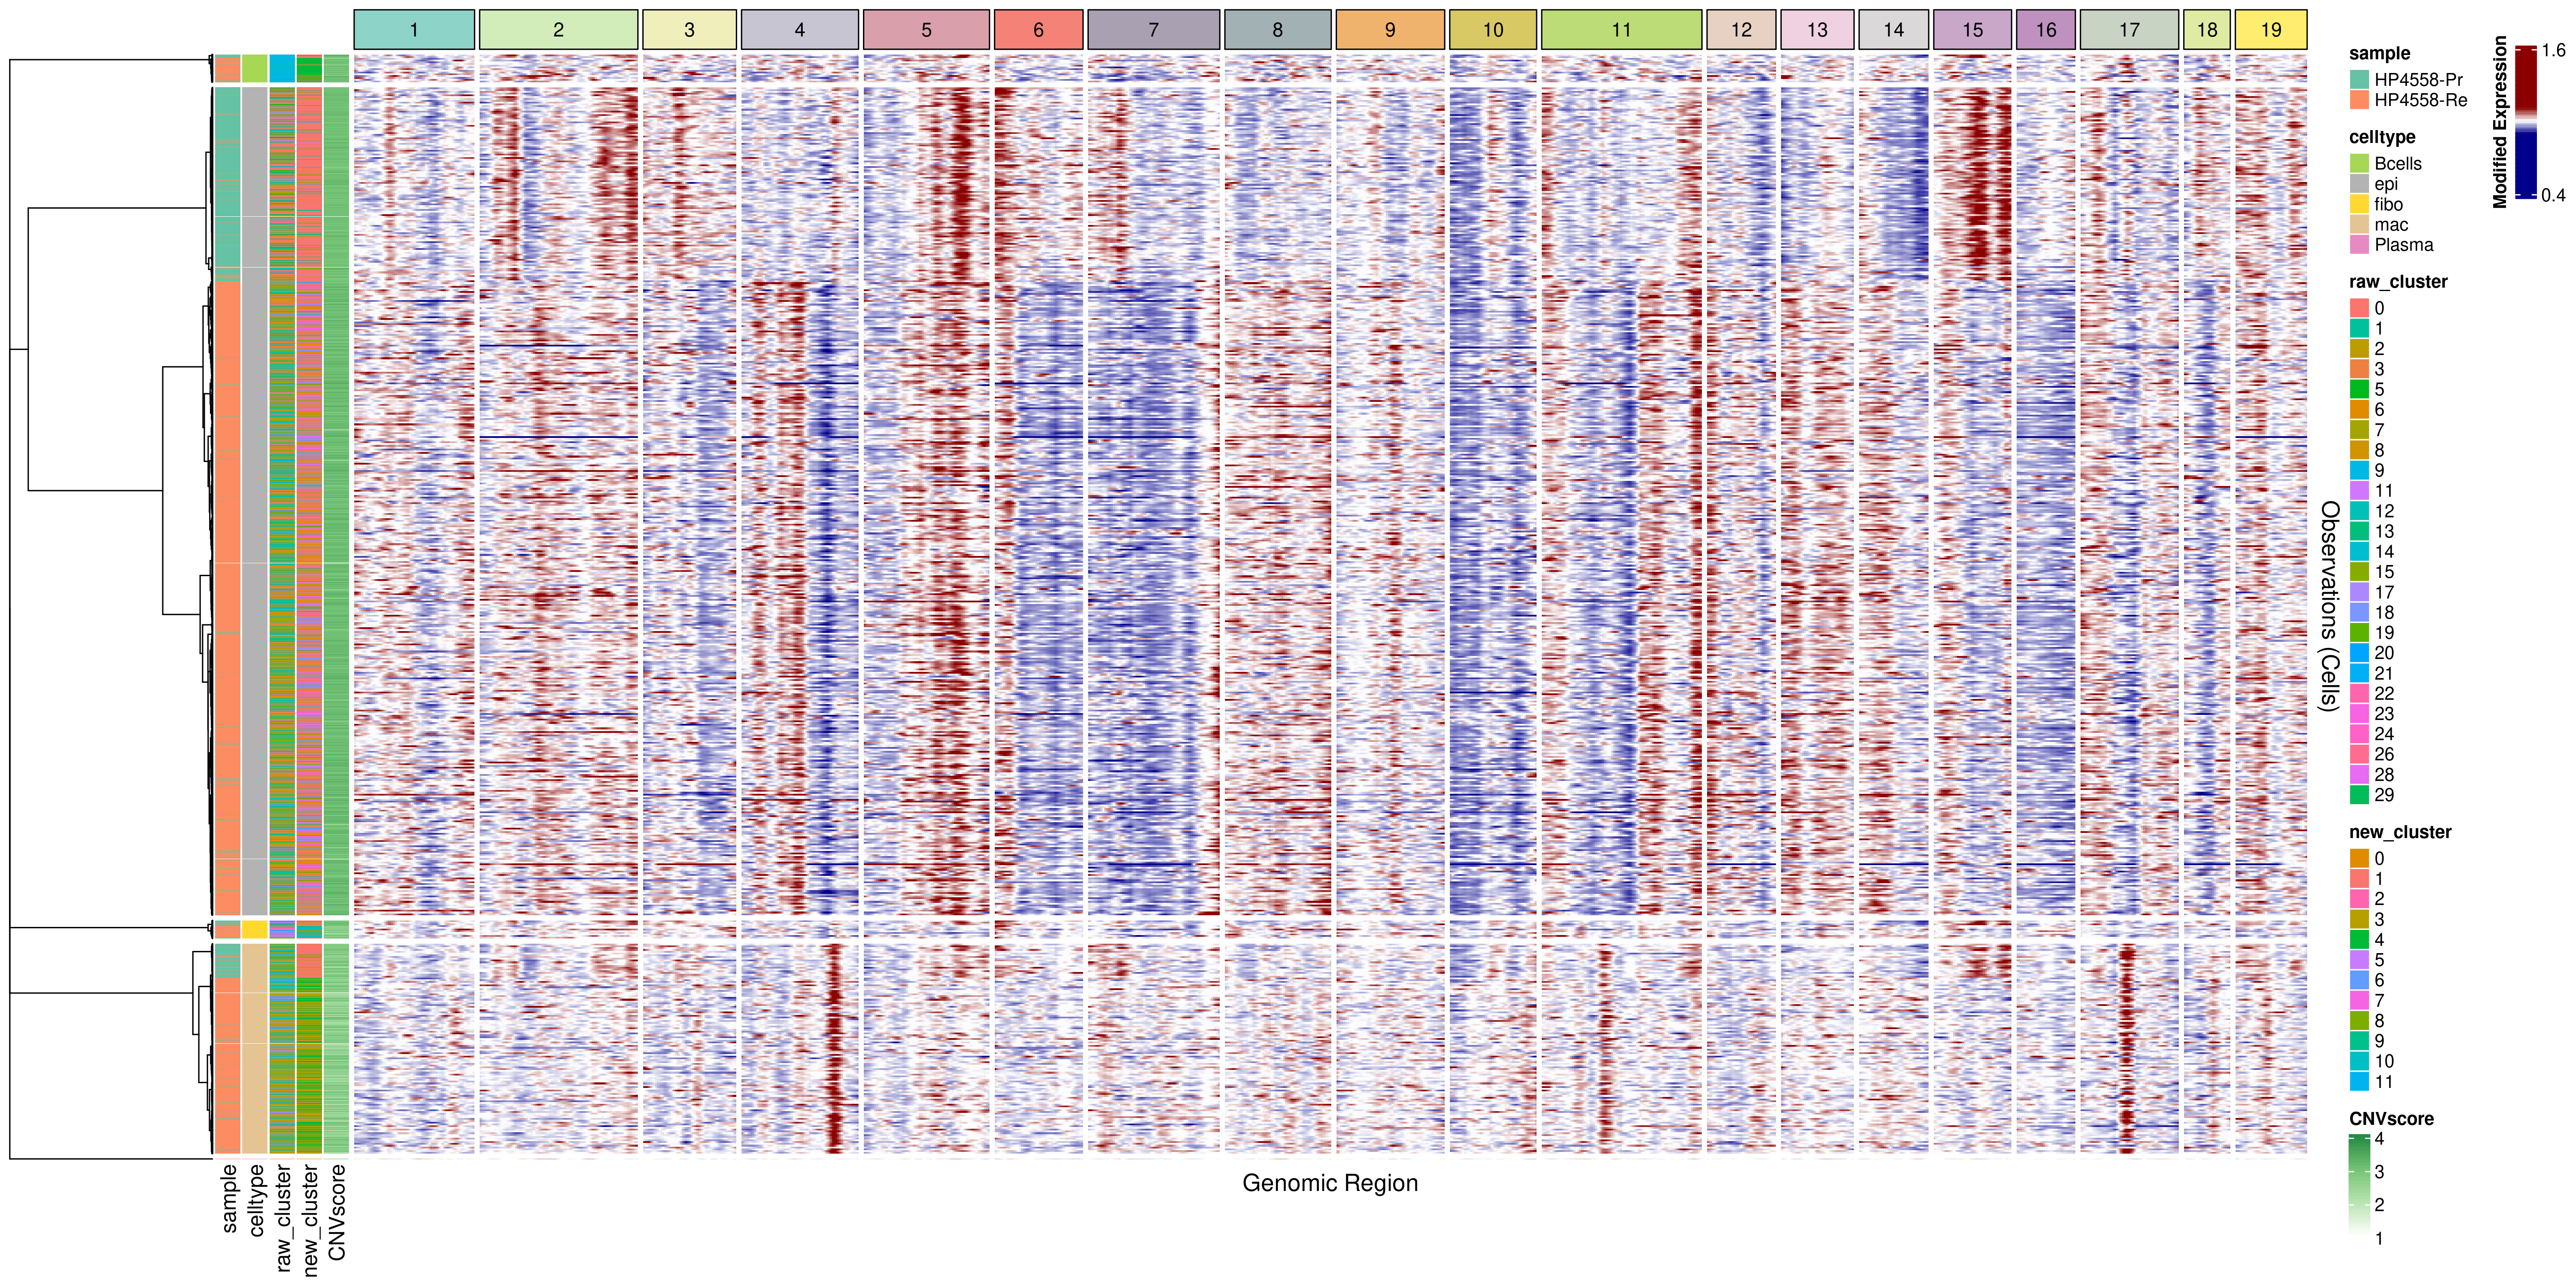 1 2 3 4 5 6 7 8 9 10 11 12 13 14 15 16 17 18 19
sample
HP4558-Pr
HP4558-Re
celltype
Bcells
epi
fibo
mac
Plasma
raw_cluster
0
1
2
3
5
6
7
8
9
11
12
13
14
15
17
18
19
20
21
22
23
24
26
28
29
new_cluster
0
1
2
3
4
5
6
7
8
9
10
11
CNVscore
4
3
2
1
Modified Expression
1.6
0.4
Observations (Cells)
Genomic Region
sample
celltype
raw_cluster
new_cluster
CNVscore